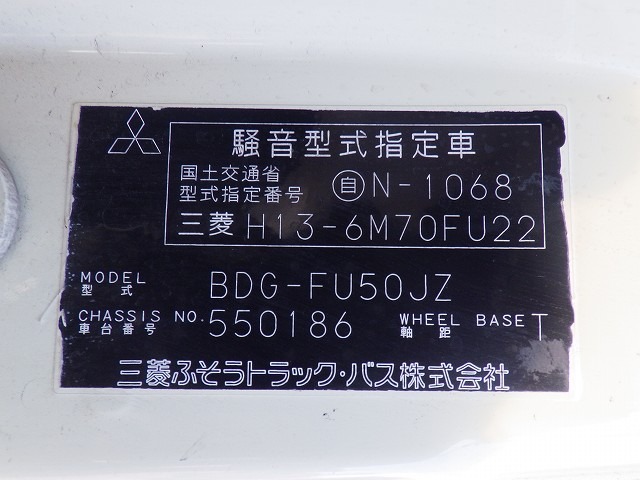 騒音型式指定車
国土交通省
型式指定番号 自N-1068
三菱 H13-6M70FU22
MODEL
型式 BDG-FU50JZ
CHASSIS NO. 550186 WHEEL BASE T
車台番号 軸距
三菱ふそうトラック・バス株式会社